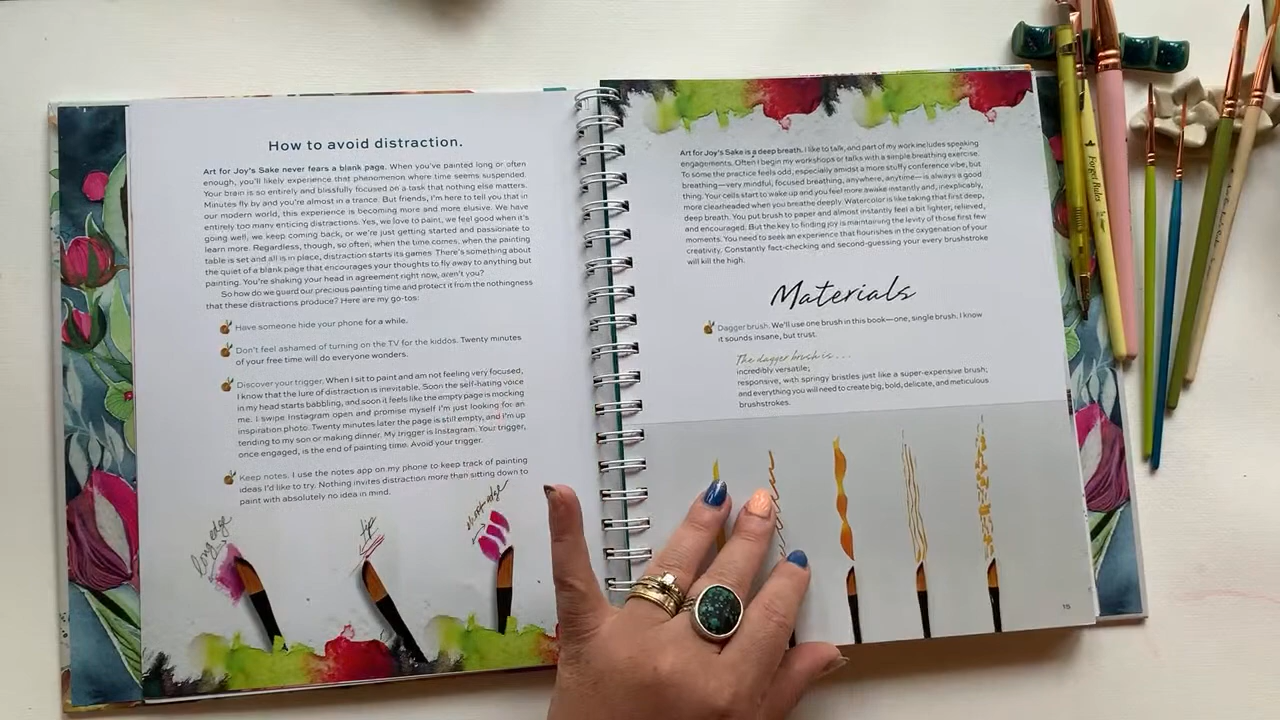 How to avoid distraction.
Art for Joy's Sake never fears a blank page. When you've painted long or often
enough, you'll likely experience that phenomenon where time seems suspended.
Your brain is so entirely and blissfully focused on a task that nothing else matters.
Minutes fly by and you're almost in a trance. But friends, I'm here to tell you that in
our modern world, this experience is becoming more and more elusive. We have
entirely too many enticing distractions. Yes, we love to paint, we feel good when it's
going well, we keep coming back, or we're just getting started and passionate to
learn more. Regardless, though, so often, when the time comes, when the painting
table is set and all is in place, distraction starts its games. There's something about
the quiet of a blank page that encourages your thoughts to fly away to anything but
painting. You're shaking your head in agreement right now, aren't you?
So how do we guard our precious painting time and protect it from the nothingness
that these distractions produce? Here are my go-tos:
Have someone hide your phone for a while.
Don't feel ashamed of turning on the TV for the kiddos. Twenty minutes
of your free time will do everyone wonders.
Discover your trigger. When I sit to paint and am not feeling very focused,
I know that the lure of distraction is inevitable. Soon the self-hating voice
in my head starts babbling, and soon it feels like the empty page is mocking
me. I swipe Instagram open and promise myself I'm just looking for an
inspiration photo. Twenty minutes later the page is still empty, and I'm up
tending to my son or making dinner. My trigger is Instagram. Your trigger,
once engaged, is the end of painting time. Avoid your trigger.
Keep notes. I use the notes app on my phone to keep track of painting
ideas I'd like to try. Nothing invites distraction more than sitting down to
paint with absolutely no idea in mind.
long edge
tip
short edge
Art for Joy's Sake is a deep breath. I like to talk, and part of my work includes speaking
engagements. Often I begin my workshops or talks with a simple breathing exercise.
To some the practice feels odd, especially amidst a more stuffy conference vibe, but
breathing—very mindful, focused breathing, anywhere, anytime—is always a good
thing. Your cells start to wake up and you feel more awake instantly and, inexplicably,
more clearheaded when you breathe deeply. Watercolor is like taking that first deep,
deep breath. You put brush to paper and almost instantly feel a bit lighter, relieved,
and encouraged. But the key to finding joy is maintaining the levity of those first few
moments. You need to seek an experience that flourishes in the oxygenation of your
creativity. Constantly fact-checking and second-guessing your every brushstroke
will kill the high.
Materials
Dagger brush. We'll use one brush in this book—one, single brush. I know
it sounds insane, but trust.
The dagger brush is . . .
incredibly versatile;
responsive, with springy bristles just like a super-expensive brush;
and everything you will need to create big, bold, delicate, and meticulous
brushstrokes.
15